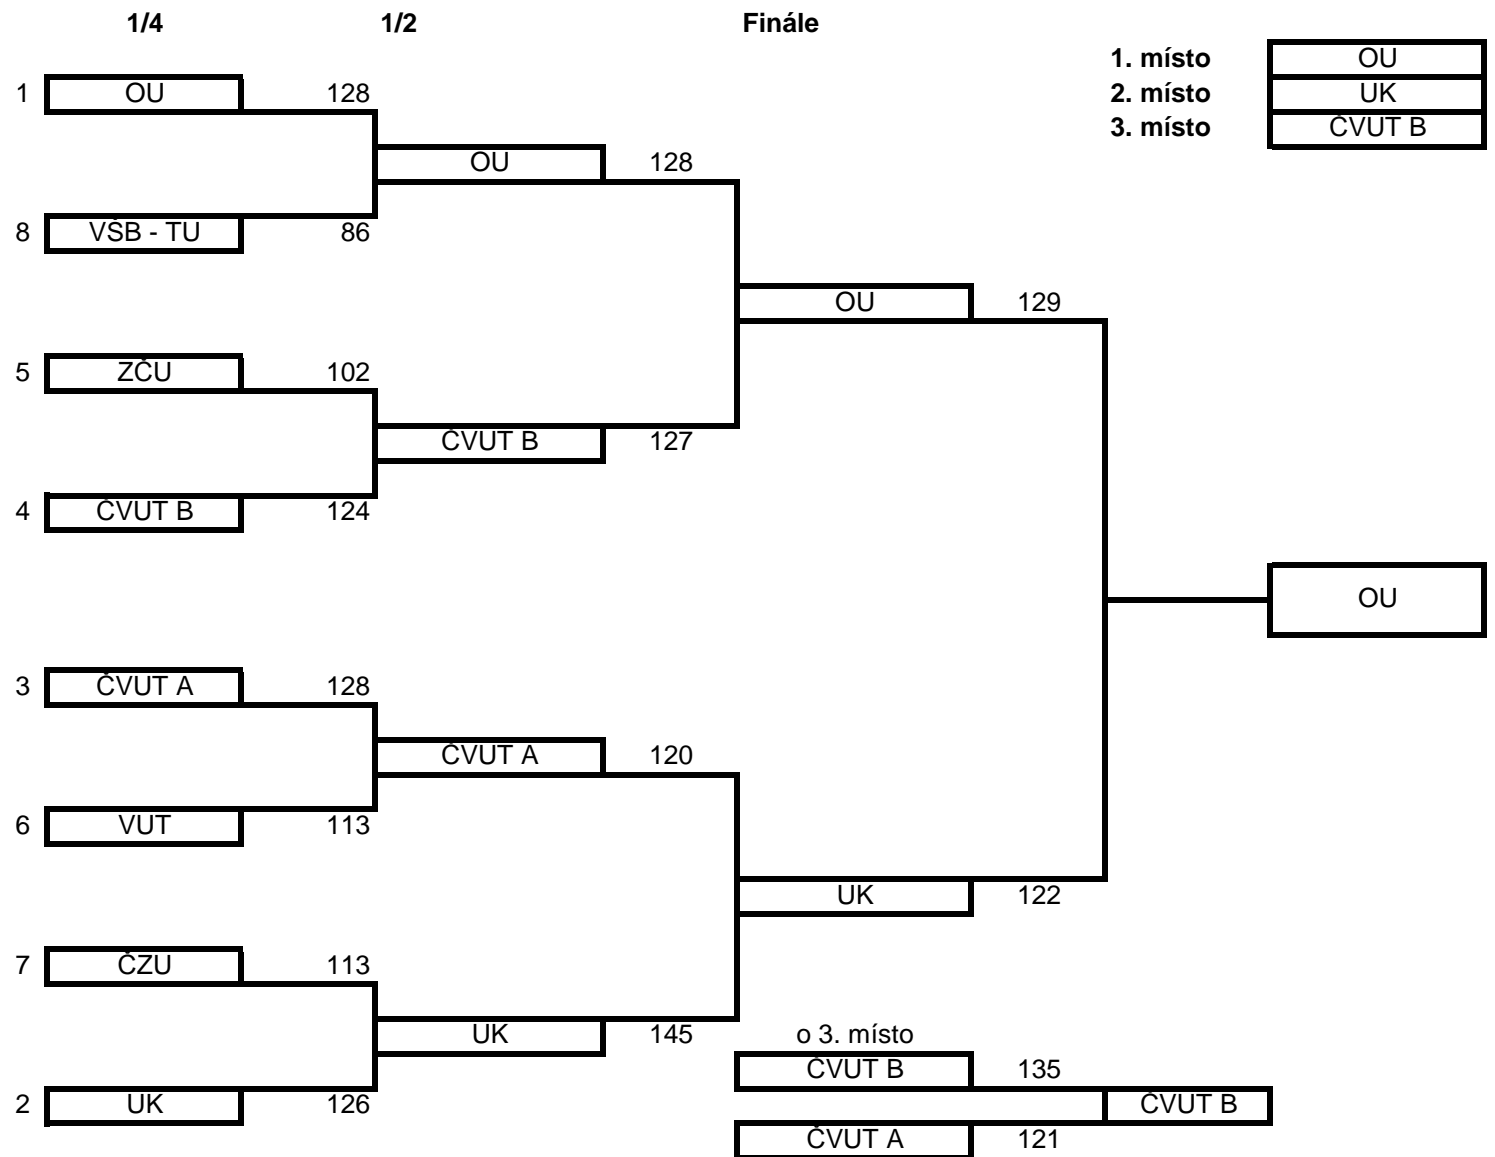 1/4 1/2 Finále
1. místo OU
1 OU 128
2. místo UK
3. místo ČVUT B
OU 128
8 VŠB - TU 86
OU 129
5 ZČU 102
ČVUT B 127
4 ČVUT B 124
OU
3 ČVUT A 128
ČVUT A 120
6 VUT 113
UK 122
7 ČZU 113
UK 145
o 3. místo
ČVUT B 135
2 UK 126
ČVUT B
ČVUT A 121